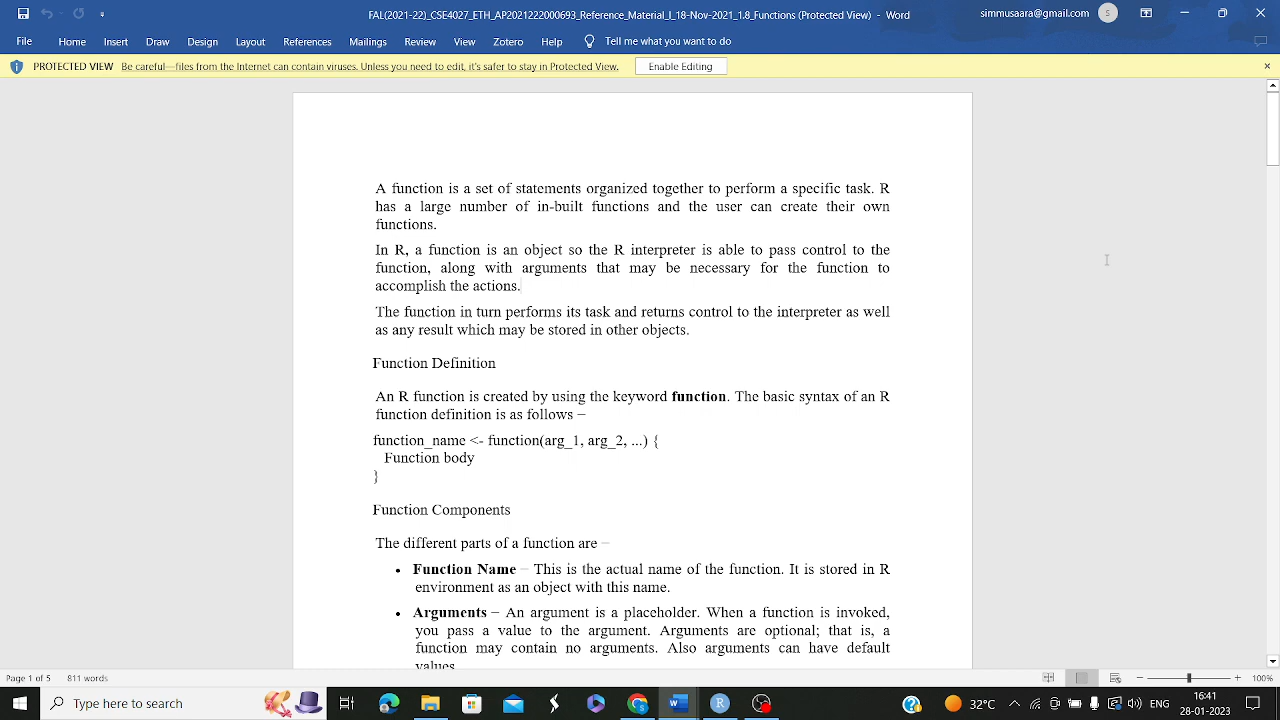 FAL(2021-22)_CSE4027_ETH_AP2021222000693_Reference_Material_I_18-Nov-2021_1.8_Functions (Protected View) - Word
simmusaara@gmail.com
S
File Home Insert Draw Design Layout References Mailings Review View Zotero Help Tell me what you want to do
PROTECTED VIEW Be careful—files from the Internet can contain viruses. Unless you need to edit, it's safer to stay in Protected View. Enable Editing
A function is a set of statements organized together to perform a specific task. R
has a large number of in-built functions and the user can create their own
functions.
In R, a function is an object so the R interpreter is able to pass control to the
function, along with arguments that may be necessary for the function to
accomplish the actions.
The function in turn performs its task and returns control to the interpreter as well
as any result which may be stored in other objects.
Function Definition
An R function is created by using the keyword function. The basic syntax of an R
function definition is as follows −
function_name <- function(arg_1, arg_2, ...) {
Function body
}
Function Components
The different parts of a function are −
• Function Name − This is the actual name of the function. It is stored in R
environment as an object with this name.
• Arguments − An argument is a placeholder. When a function is invoked,
you pass a value to the argument. Arguments are optional; that is, a
function may contain no arguments. Also arguments can have default
values.
Page 1 of 5 811 words
100%
Type here to search
32°C
ENG
16:41
28-01-2023